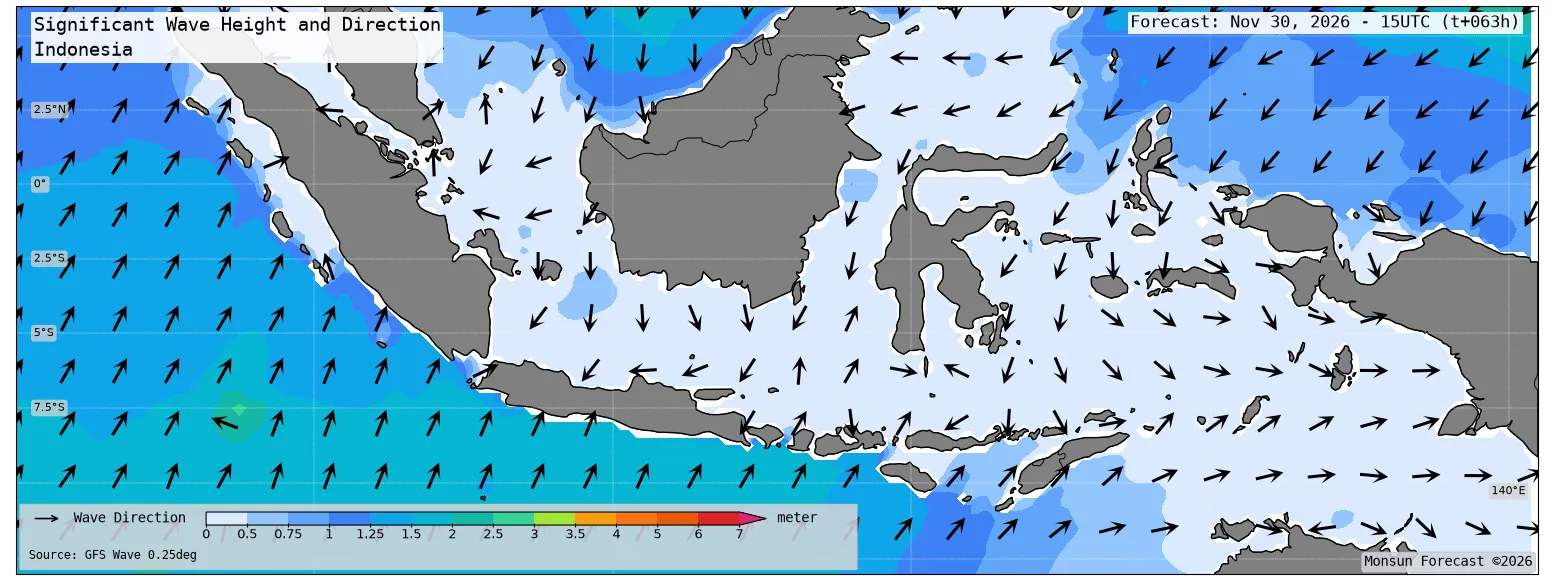 Significant Wave Height and Direction
Indonesia
Forecast: Nov 30, 2026 - 15UTC (t+063h)
2.5°N
0°
2.5°S
5°S
7.5°S
140°E
Wave Direction
meter
0 0.5 0.75 1 1.25 1.5 2 2.5 3 3.5 4 5 6 7
Source: GFS Wave 0.25deg
Monsun Forecast ©2026